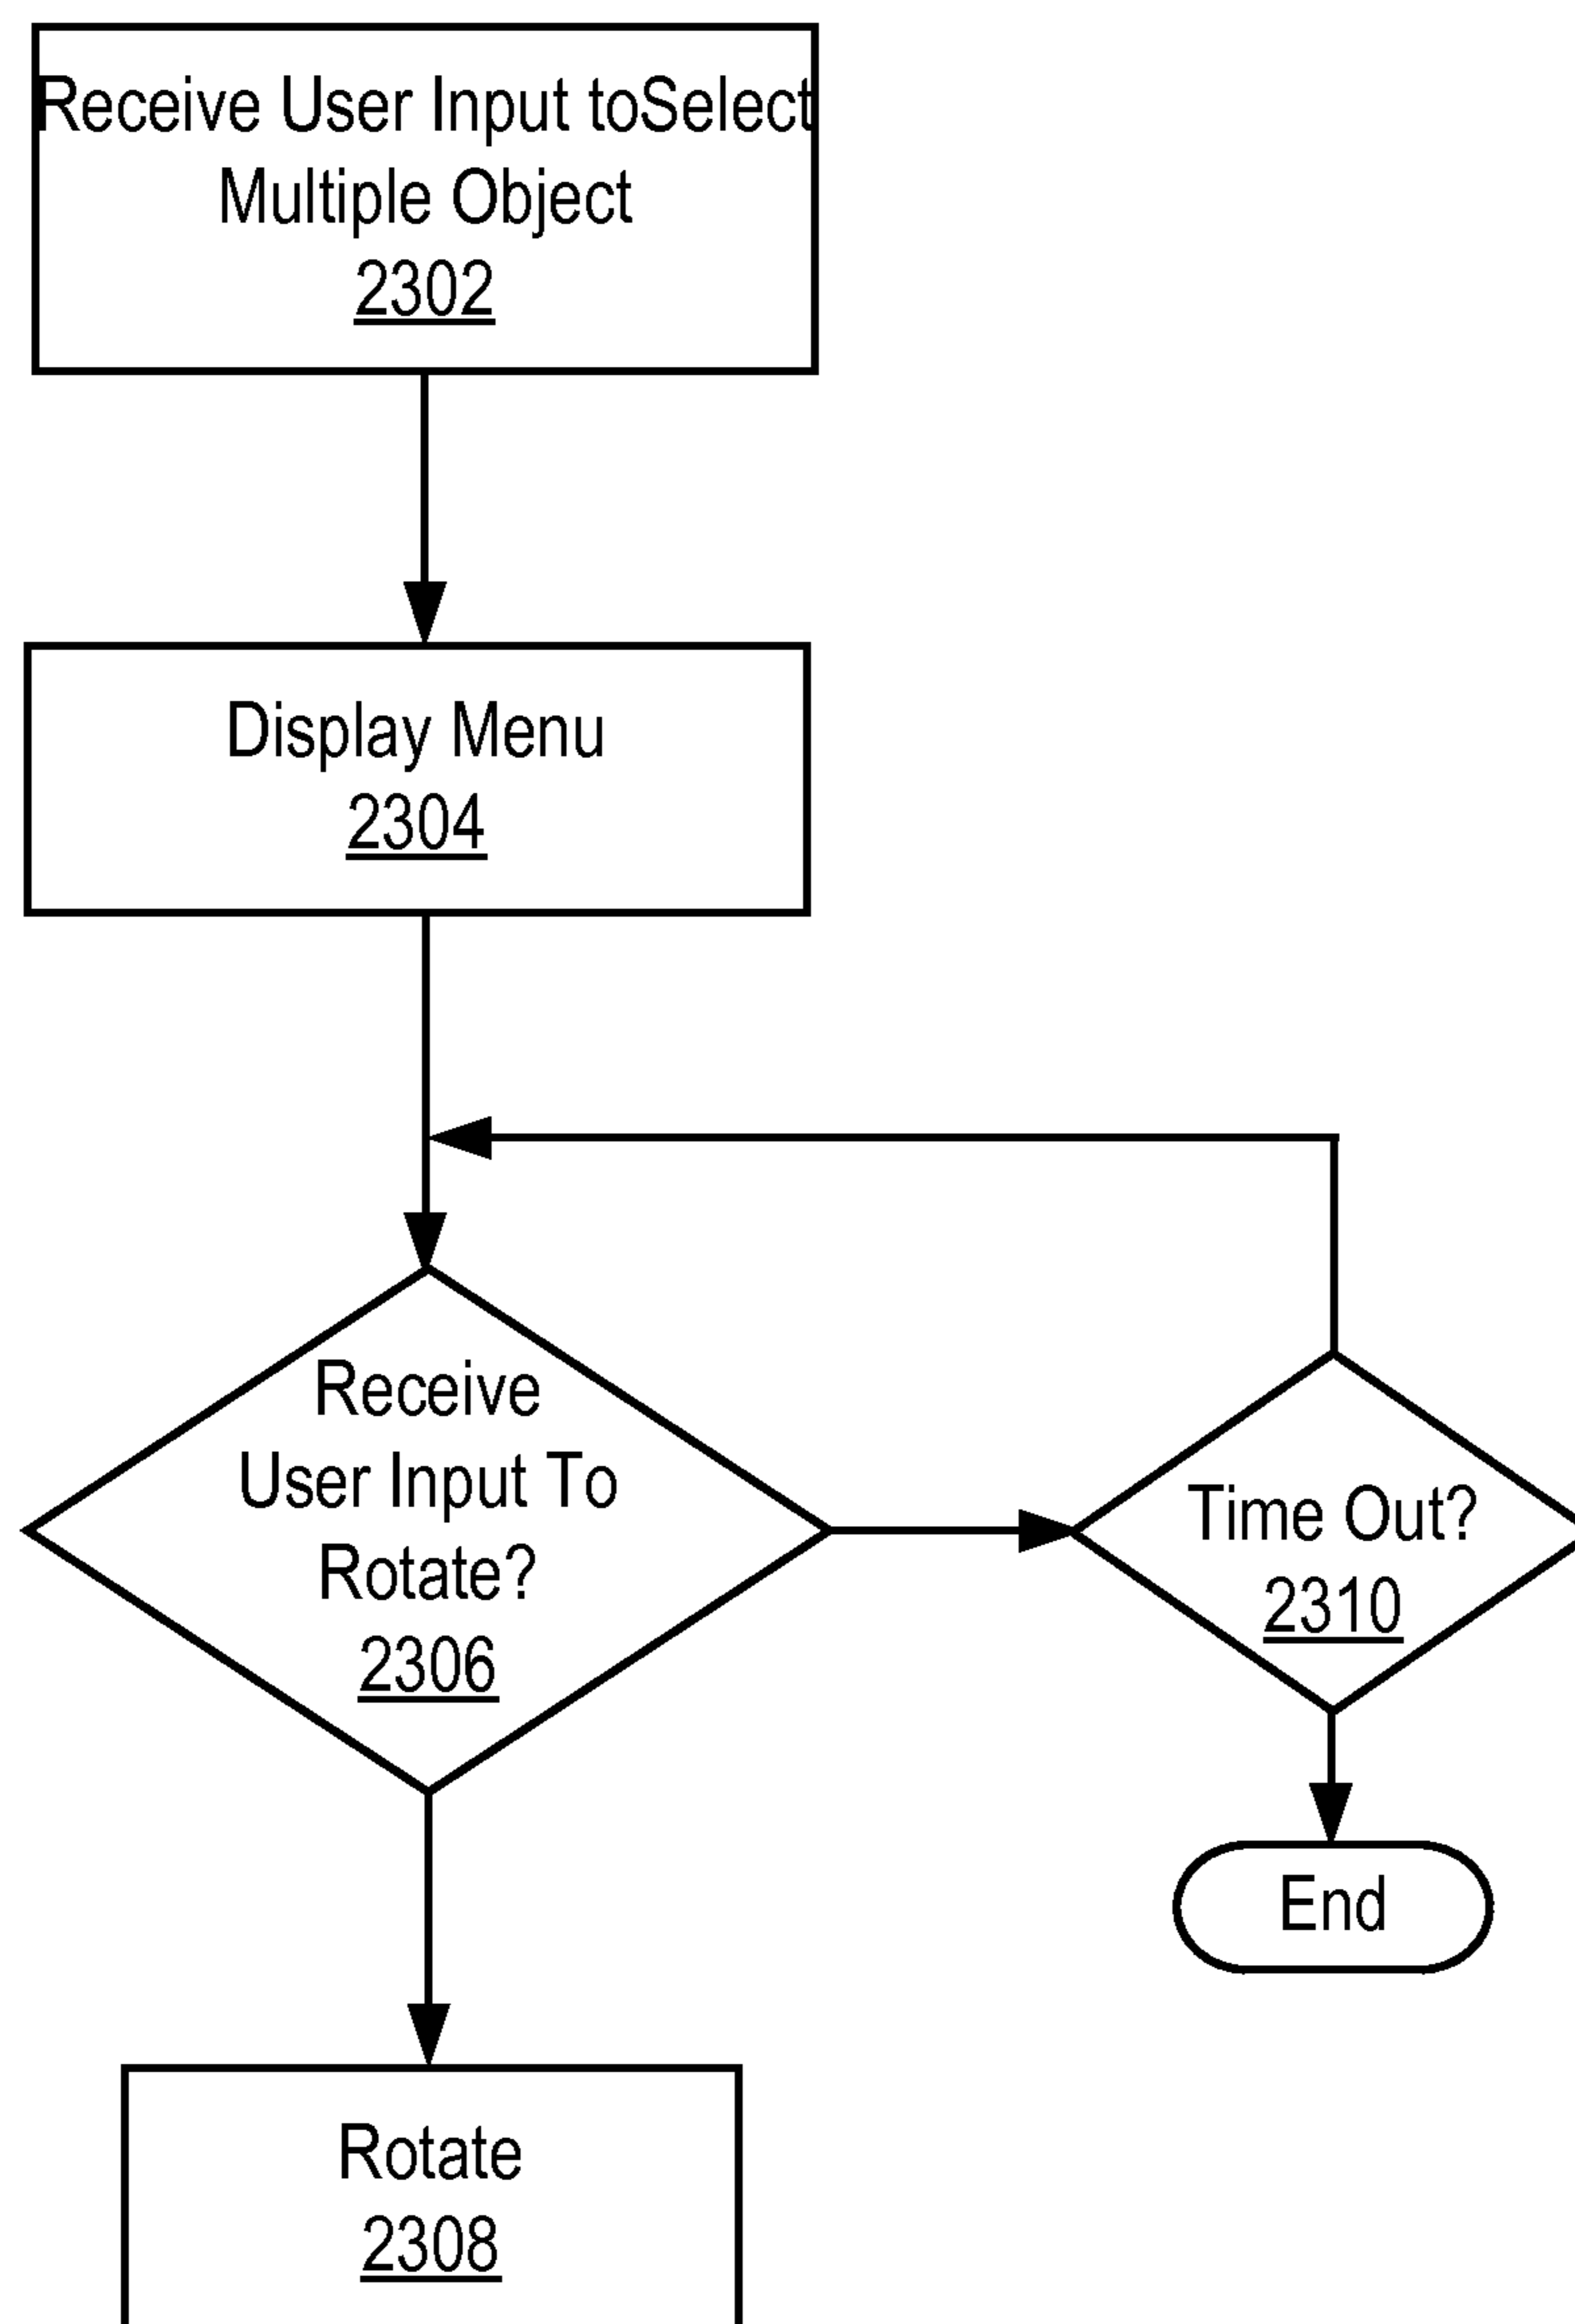 Receive User Input toSelect
Multiple Object
2302
Display Menu
2304
Receive
User Input To
Rotate?
2306
Time Out?
2310
End
Rotate
2308